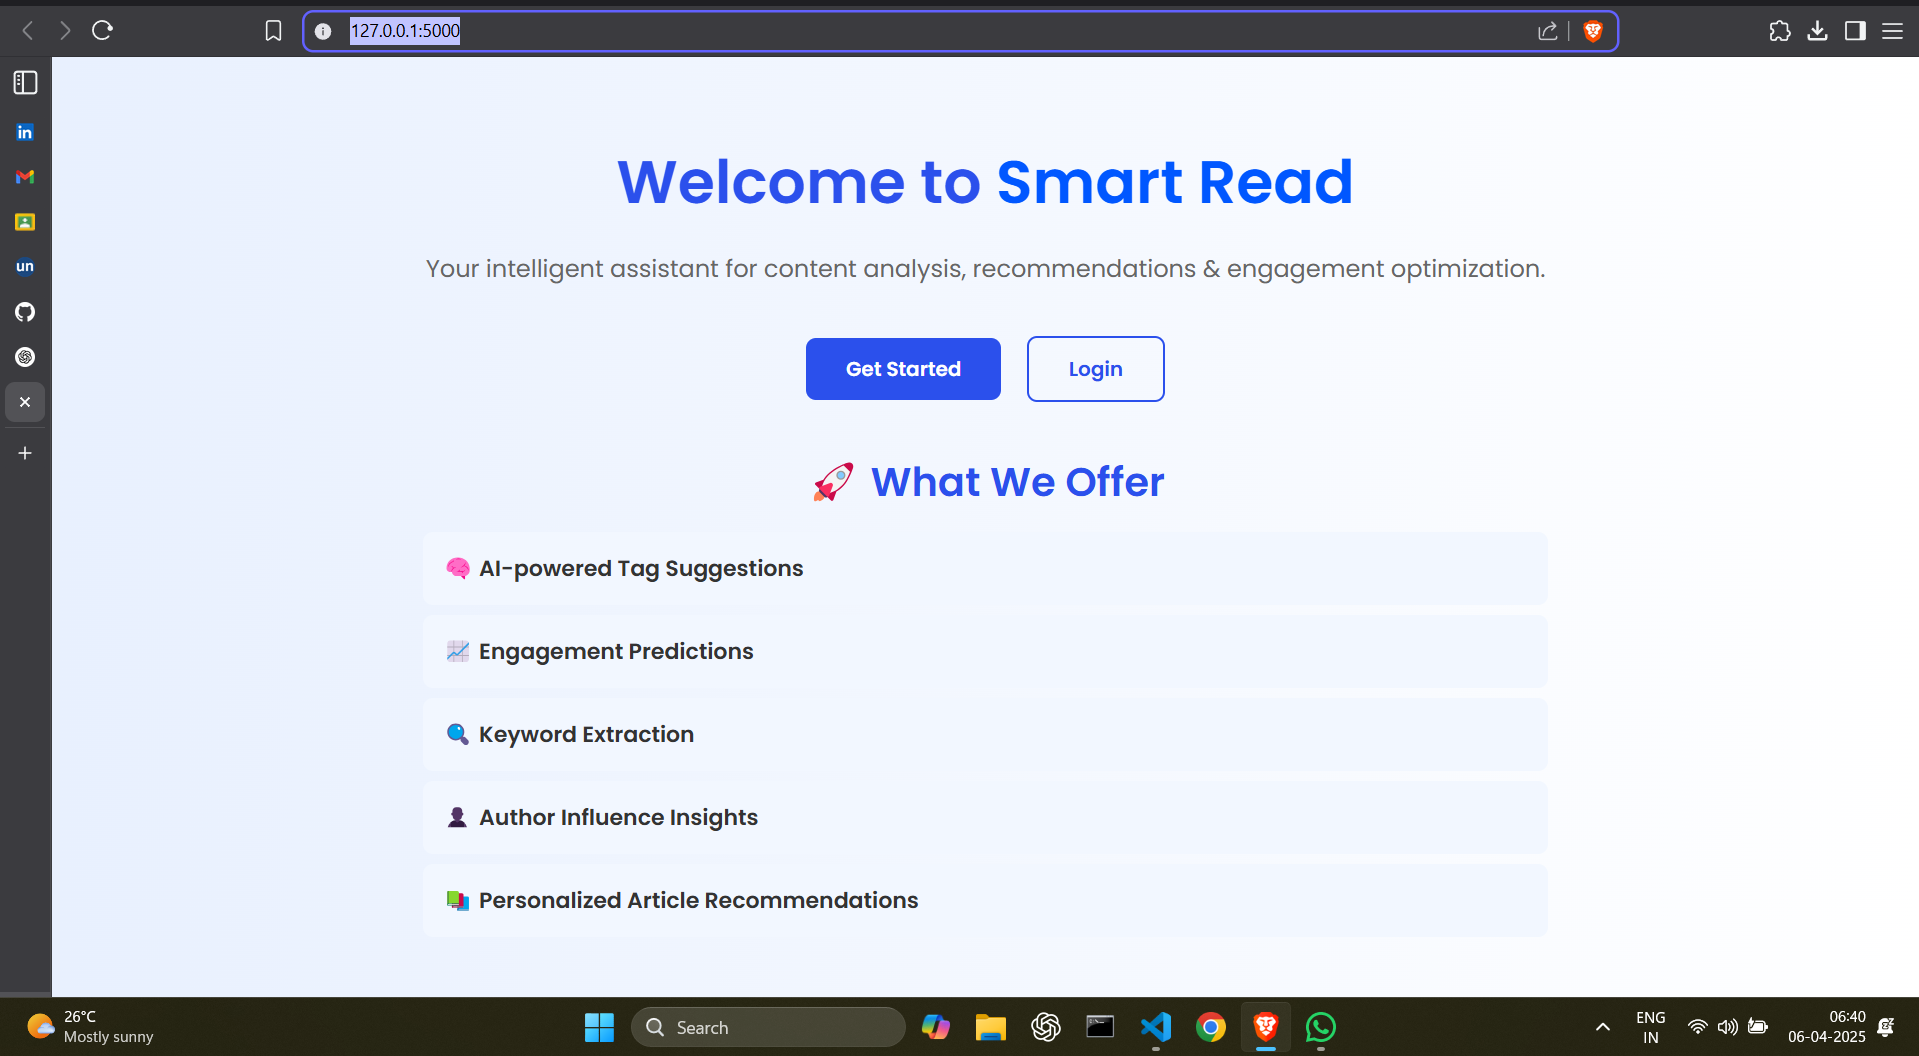 127.0.0.1:5000
in
un
Welcome to Smart Read
Your intelligent assistant for content analysis, recommendations & engagement optimization.
Get Started
Login
What We Offer
AI-powered Tag Suggestions
Engagement Predictions
Keyword Extraction
Author Influence Insights
Personalized Article Recommendations
26°C
Mostly sunny
Search
ENG
IN
06:40
06-04-2025